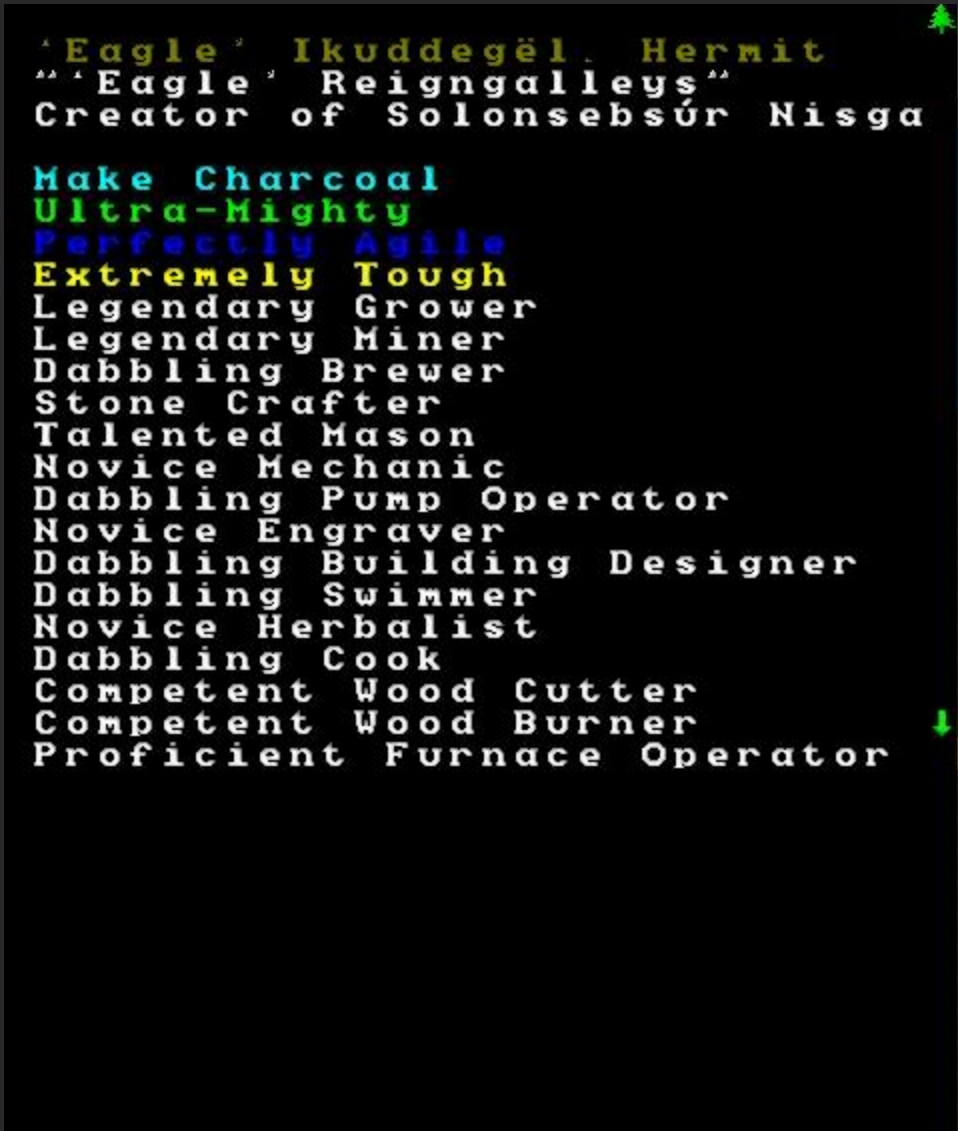 'Eagle' Ikuddegël, Hermit
"'Eagle' Reigngalleys"
Creator of Solonsebsúr Nisga
Make Charcoal
Ultra-Mighty
Perfectly Agile
Extremely Tough
Legendary Grower
Legendary Miner
Dabbling Brewer
Stone Crafter
Talented Mason
Novice Mechanic
Dabbling Pump Operator
Novice Engraver
Dabbling Building Designer
Dabbling Swimmer
Novice Herbalist
Dabbling Cook
Competent Wood Cutter
Competent Wood Burner
Proficient Furnace Operator